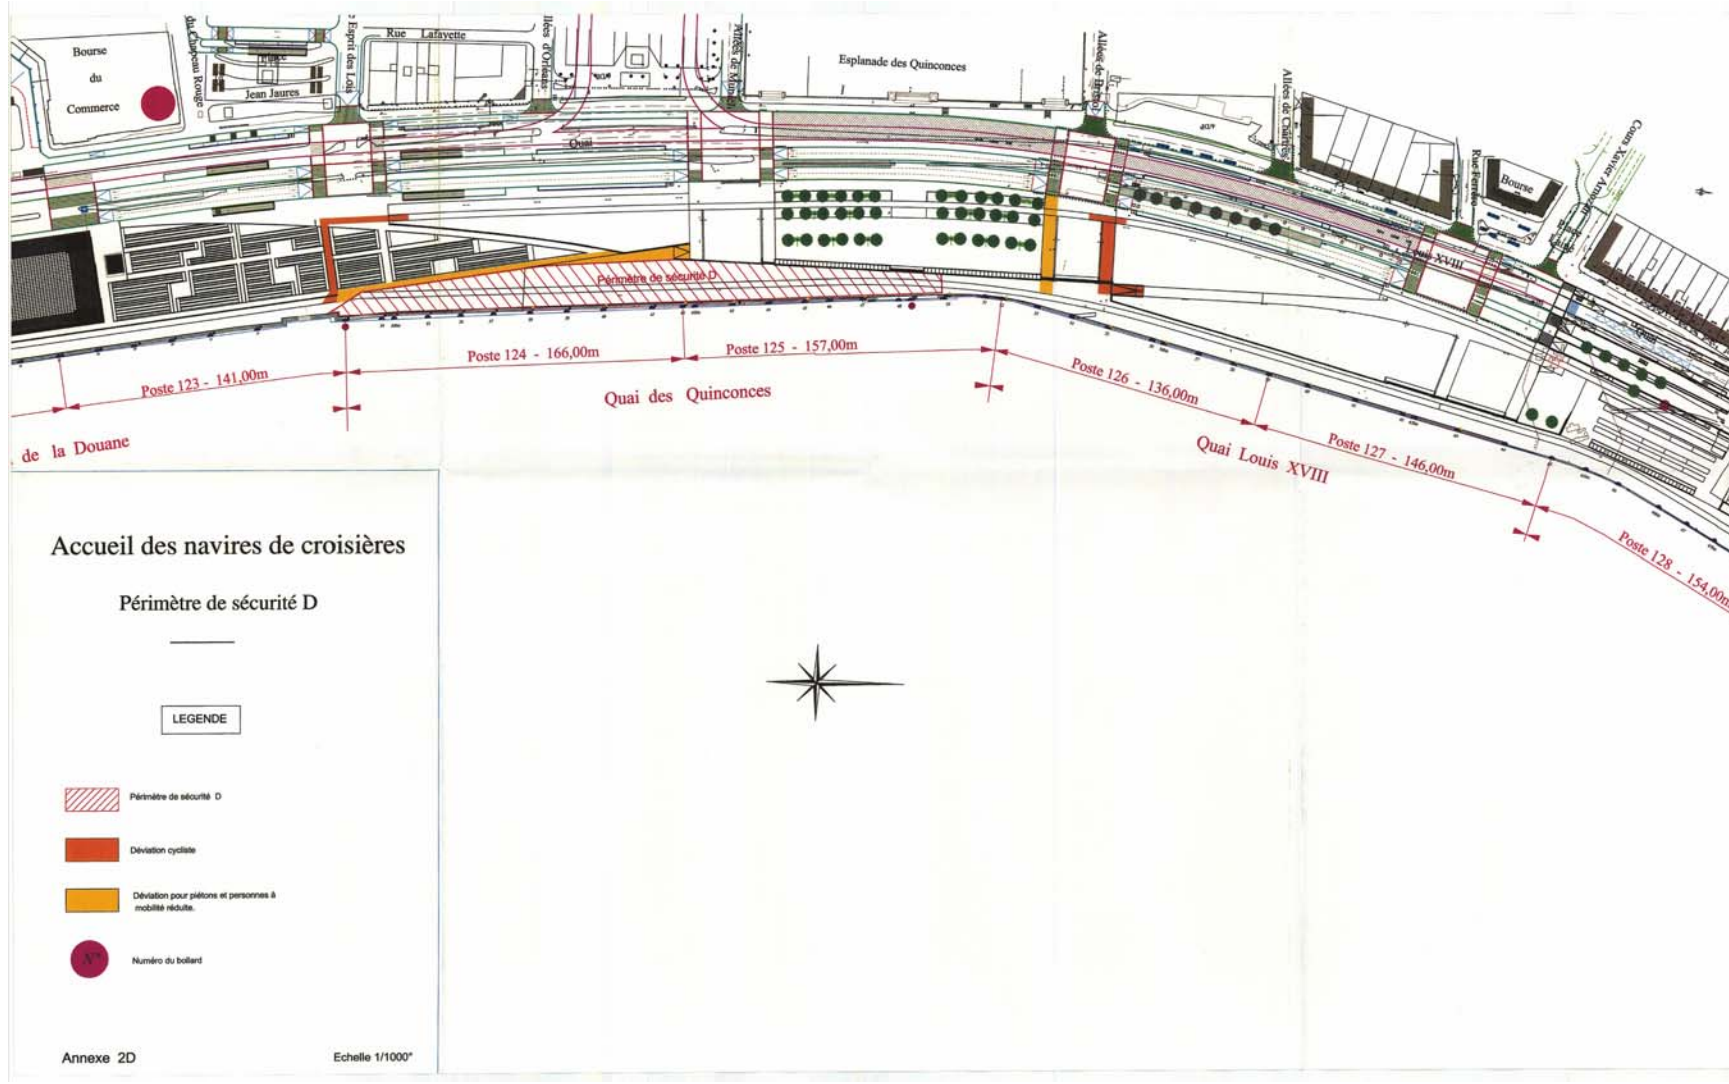 Bourse
du
Commerce
du Chapeau Rouge
Place
Jean Jaures
Esprit des Lois
Rue Lafayette
llées d'Orléans
Allées de Munich
Esplanade des Quinconces
Allées de Bristol
Allées de Chartres
Rue Ferrère
Bourse
Cours Xavier Arnozan
Quai
Louis XVIII
Périmètre de sécurité D
Poste 123 - 141,00m
Poste 124 - 166,00m
Poste 125 - 157,00m
Poste 126 - 136,00m
Poste 127 - 146,00m
Poste 128 - 154,00m
de la Douane
Quai des Quinconces
Quai Louis XVIII
Accueil des navires de croisières
Périmètre de sécurité D
LEGENDE
Périmètre de sécurité D
Déviation cycliste
Déviation pour piétons et personnes à
mobilité réduite.
N°
Numéro du bollard
Annexe 2D
Echelle 1/1000°